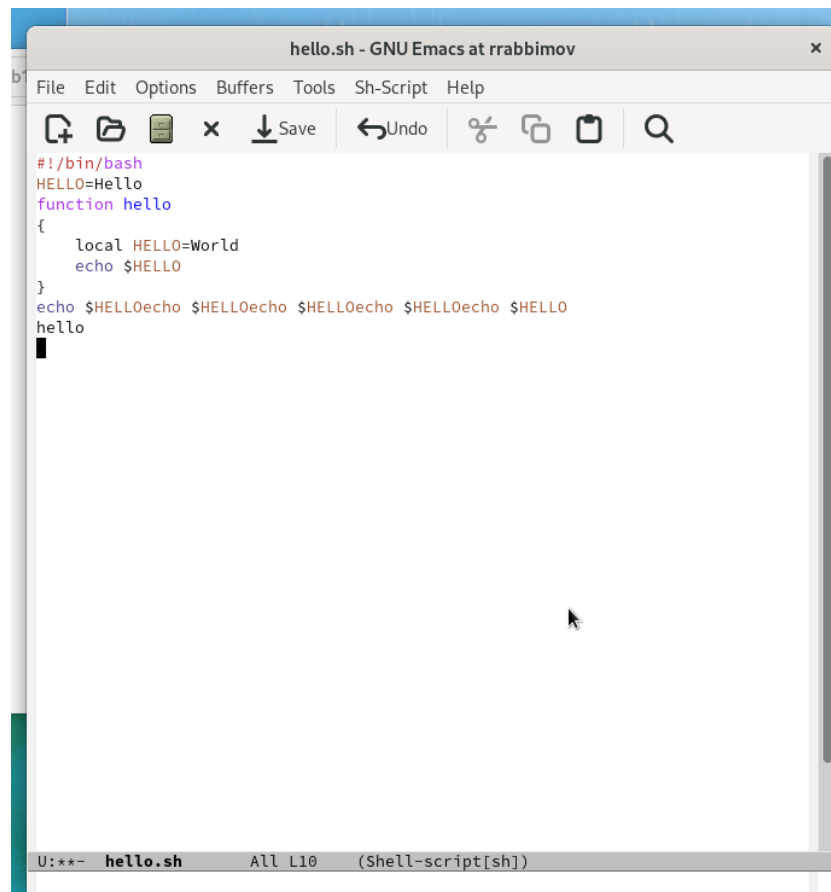 hello.sh - GNU Emacs at rrabbimov
File Edit Options Buffers Tools Sh-Script Help
Save Undo
#!/bin/bash
HELLO=Hello
function hello
{
    local HELLO=World
    echo $HELLO
}
echo $HELLOecho $HELLOecho $HELLOecho $HELLOecho $HELLO
hello
U:**-  hello.sh       All L10    (Shell-script[sh])